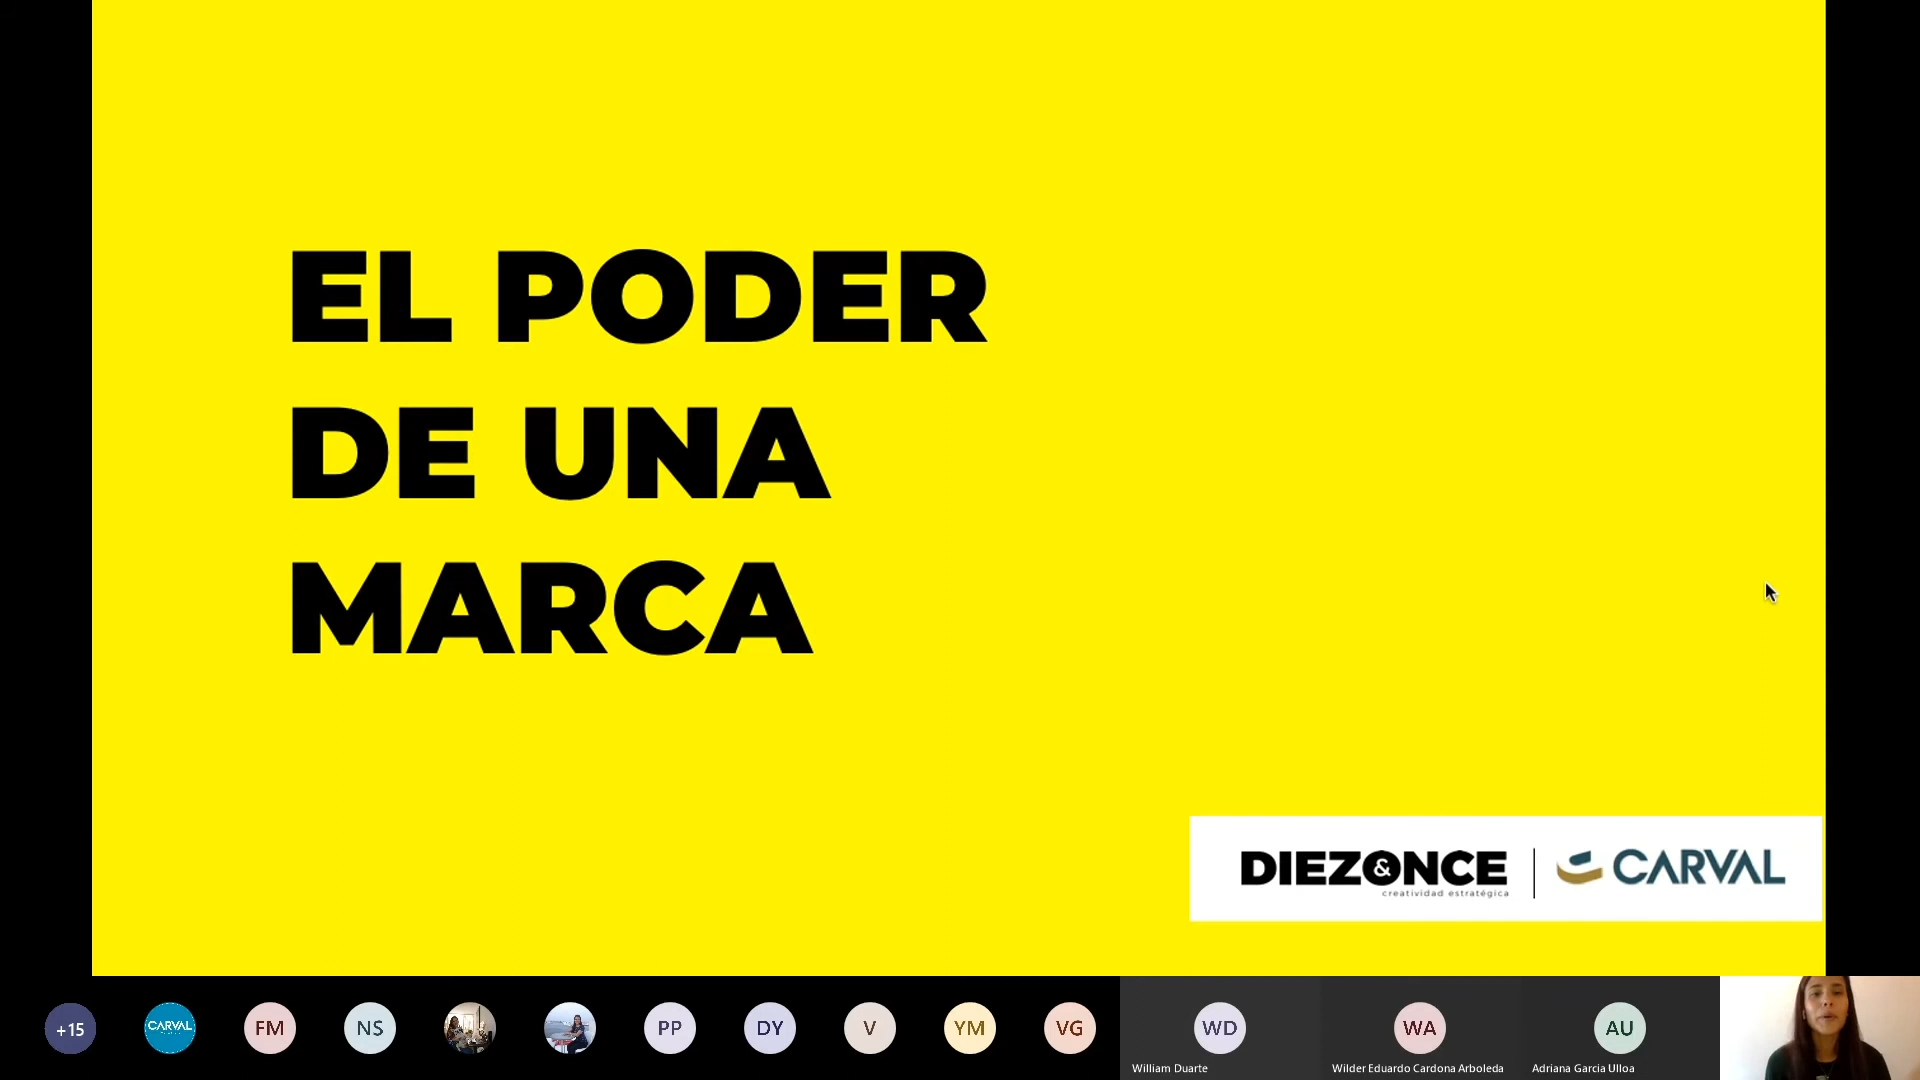 EL PODER
DE UNA
MARCA
DIEZ&ONCE
creatividad estratégica
CARVAL
+15
CARVAL
FM
NS
PP
DY
V
YM
VG
WD
William Duarte
WA
Wilder Eduardo Cardona Arboleda
AU
Adriana Garcia Ulloa